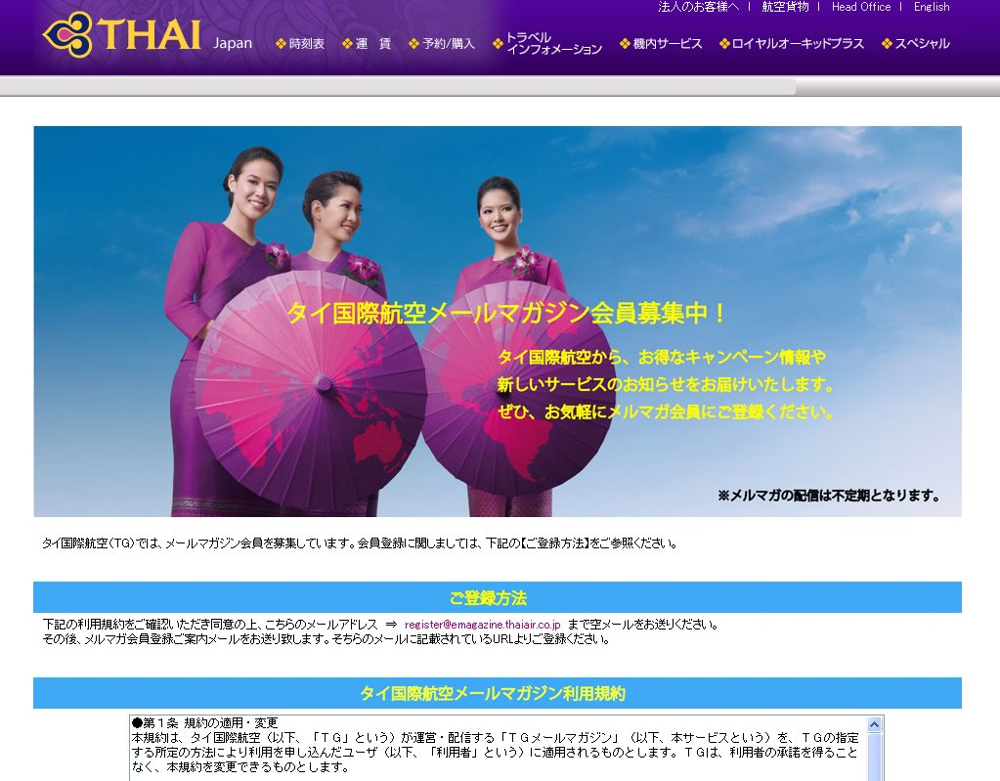 法人のお客様へ | 航空貨物 | Head Office | English
THAI Japan
時刻表 運 賃 予約/購入 トラベル インフォメーション 機内サービス ロイヤルオーキッドプラス スペシャル
タイ国際航空メールマガジン会員募集中！
タイ国際航空から、お得なキャンペーン情報や
新しいサービスのお知らせをお届けいたします。
ぜひ、お気軽にメルマガ会員にご登録ください。
※メルマガの配信は不定期となります。
タイ国際航空（TG）では、メールマガジン会員を募集しています。会員登録に関しましては、下記の【ご登録方法】をご参照ください。
ご登録方法
下記の利用規約をご確認いただき同意の上、こちらのメールアドレス ⇒ register@emagazine.thaiair.co.jp まで空メールをお送りください。
その後、メルマガ会員登録ご案内メールをお送り致します。そちらのメールに記載されているURLよりご登録ください。
タイ国際航空メールマガジン利用規約
●第１条 規約の適用・変更
本規約は、タイ国際航空（以下、「ＴＧ」という）が運営・配信する「ＴＧメールマガジン」（以下、本サービスという）を、ＴＧの指定
する所定の方法により利用を申し込んだユーザ（以下、「利用者」という）に適用されるものとします。ＴＧは、利用者の承諾を得ること
なく、本規約を変更できるものとします。